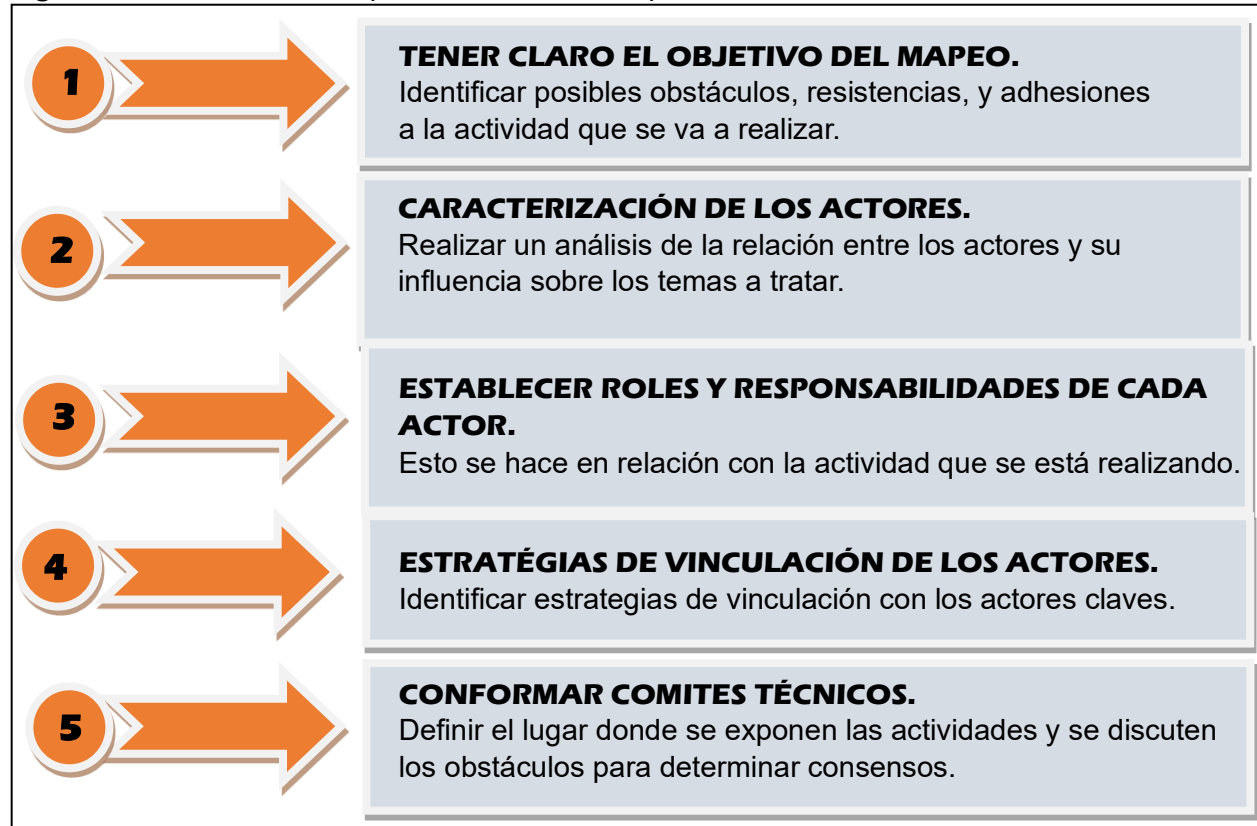 1
TENER CLARO EL OBJETIVO DEL MAPEO.
Identificar posibles obstáculos, resistencias, y adhesiones
a la actividad que se va a realizar.
2
CARACTERIZACIÓN DE LOS ACTORES.
Realizar un análisis de la relación entre los actores y su
influencia sobre los temas a tratar.
3
ESTABLECER ROLES Y RESPONSABILIDADES DE CADA
ACTOR.
Esto se hace en relación con la actividad que se está realizando.
4
ESTRATÉGIAS DE VINCULACIÓN DE LOS ACTORES.
Identificar estrategias de vinculación con los actores claves.
5
CONFORMAR COMITES TÉCNICOS.
Definir el lugar donde se exponen las actividades y se discuten
los obstáculos para determinar consensos.